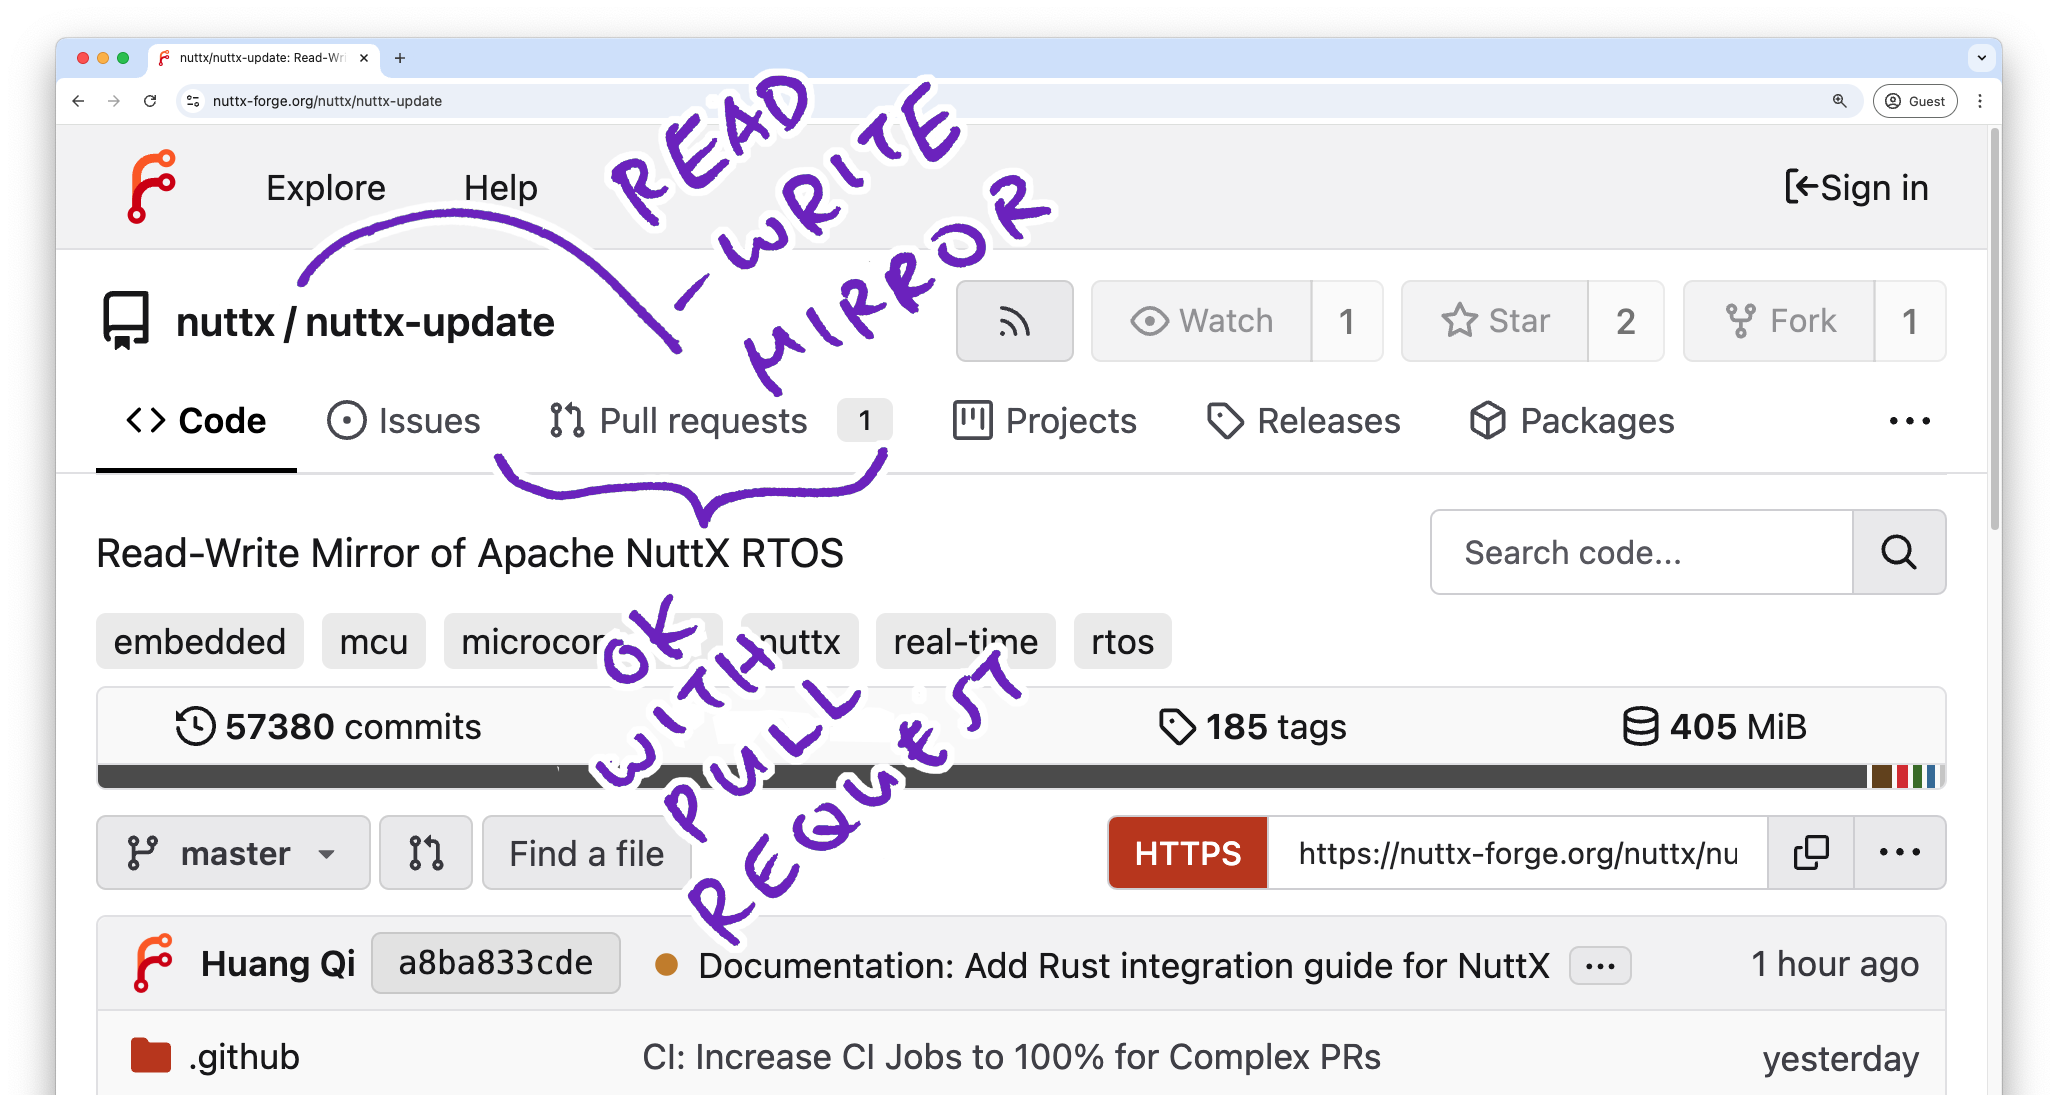 nuttx/nuttx-update: Read-Wri
nuttx-forge.org/nuttx/nuttx-update
Guest
Explore
Help
Sign in
READ
-WRITE
MIRROR
nuttx / nuttx-update
Watch 1
Star 2
Fork 1
Code
Issues
Pull requests 1
Projects
Releases
Packages
Read-Write Mirror of Apache NuttX RTOS
Search code...
embedded
mcu
microcor
nuttx
real-time
rtos
OK
WITH
PULL
REQUEST
57380 commits
185 tags
405 MiB
master
Find a file
HTTPS
https://nuttx-forge.org/nuttx/nu
Huang Qi a8ba833cde Documentation: Add Rust integration guide for NuttX ... 1 hour ago
.github CI: Increase CI Jobs to 100% for Complex PRs yesterday